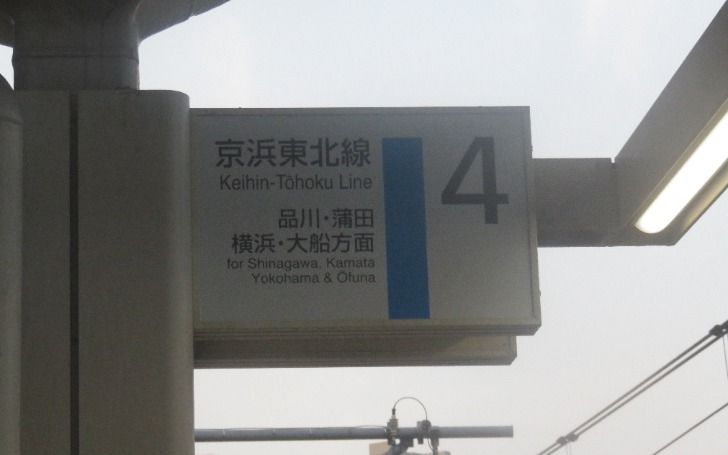 京浜東北線
Keihin-Tōhoku Line
品川・蒲田
横浜・大船方面
for Shinagawa, Kamata
Yokohama & Ōfuna
4